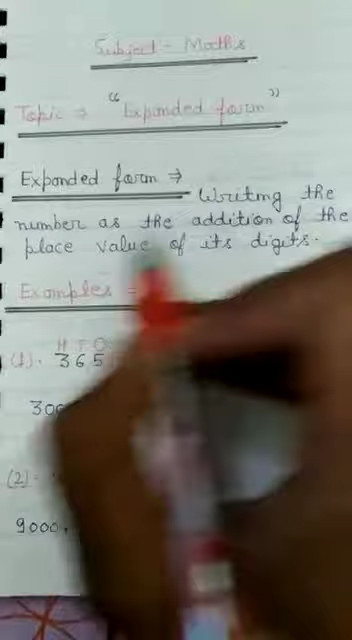 Subject - Maths
Topic ⇒ "Expanded form"
Expanded form ⇒ Writing the
number as the addition of the
place value of its digits.
Examples =
H T O
(1). 365
300
(2)
9000